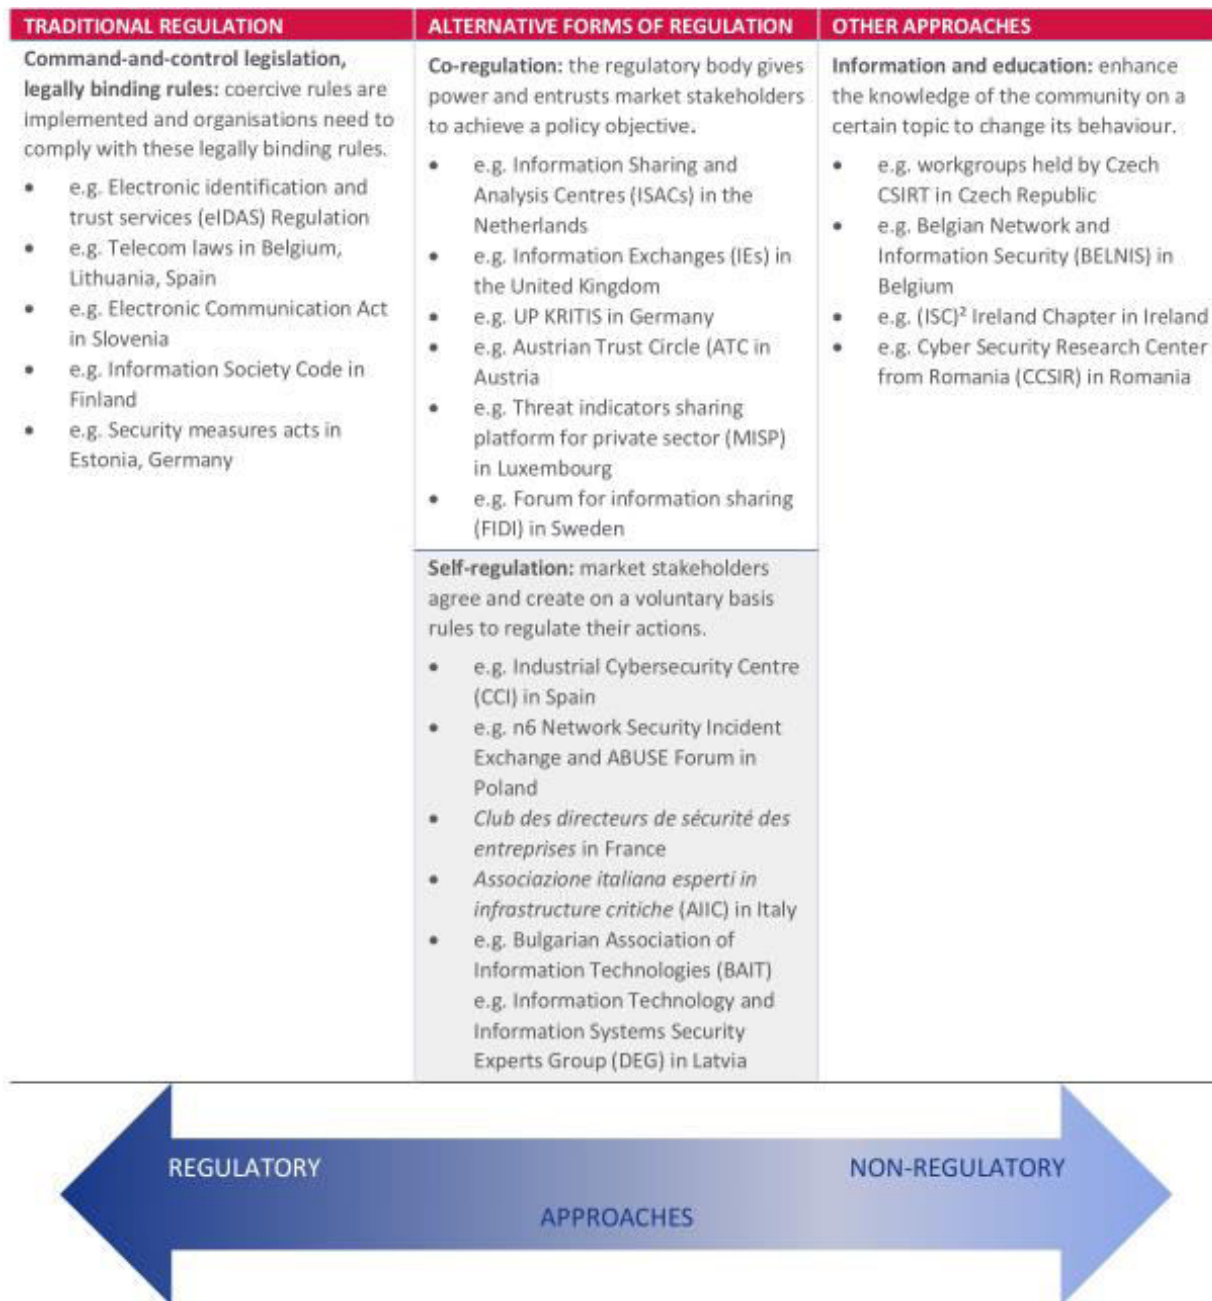 TRADITIONAL REGULATION
Command-and-control legislation,
legally binding rules: coercive rules are
implemented and organisations need to
comply with these legally binding rules.
• e.g. Electronic identification and
trust services (eIDAS) Regulation
• e.g. Telecom laws in Belgium,
Lithuania, Spain
• e.g. Electronic Communication Act
in Slovenia
• e.g. Information Society Code in
Finland
• e.g. Security measures acts in
Estonia, Germany
ALTERNATIVE FORMS OF REGULATION
Co-regulation: the regulatory body gives
power and entrusts market stakeholders
to achieve a policy objective.
• e.g. Information Sharing and
Analysis Centres (ISACs) in the
Netherlands
• e.g. Information Exchanges (IEs) in
the United Kingdom
• e.g. UP KRITIS in Germany
• e.g. Austrian Trust Circle (ATC in
Austria
• e.g. Threat indicators sharing
platform for private sector (MISP)
in Luxembourg
• e.g. Forum for information sharing
(FIDI) in Sweden
Self-regulation: market stakeholders
agree and create on a voluntary basis
rules to regulate their actions.
• e.g. Industrial Cybersecurity Centre
(CCI) in Spain
• e.g. n6 Network Security Incident
Exchange and ABUSE Forum in
Poland
• Club des directeurs de sécurité des
entreprises in France
• Associazione italiana esperti in
infrastructure critiche (AIIC) in Italy
• e.g. Bulgarian Association of
Information Technologies (BAIT)
e.g. Information Technology and
Information Systems Security
Experts Group (DEG) in Latvia
OTHER APPROACHES
Information and education: enhance
the knowledge of the community on a
certain topic to change its behaviour.
• e.g. workgroups held by Czech
CSIRT in Czech Republic
• e.g. Belgian Network and
Information Security (BELNIS) in
Belgium
• e.g. (ISC)² Ireland Chapter in Ireland
• e.g. Cyber Security Research Center
from Romania (CCSIR) in Romania
REGULATORY
NON-REGULATORY
APPROACHES